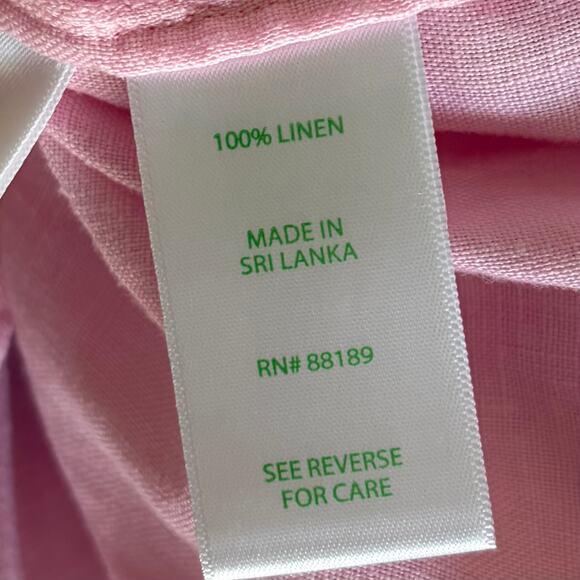 100% LINEN
MADE IN
SRI LANKA
RN# 88189
SEE REVERSE
FOR CARE